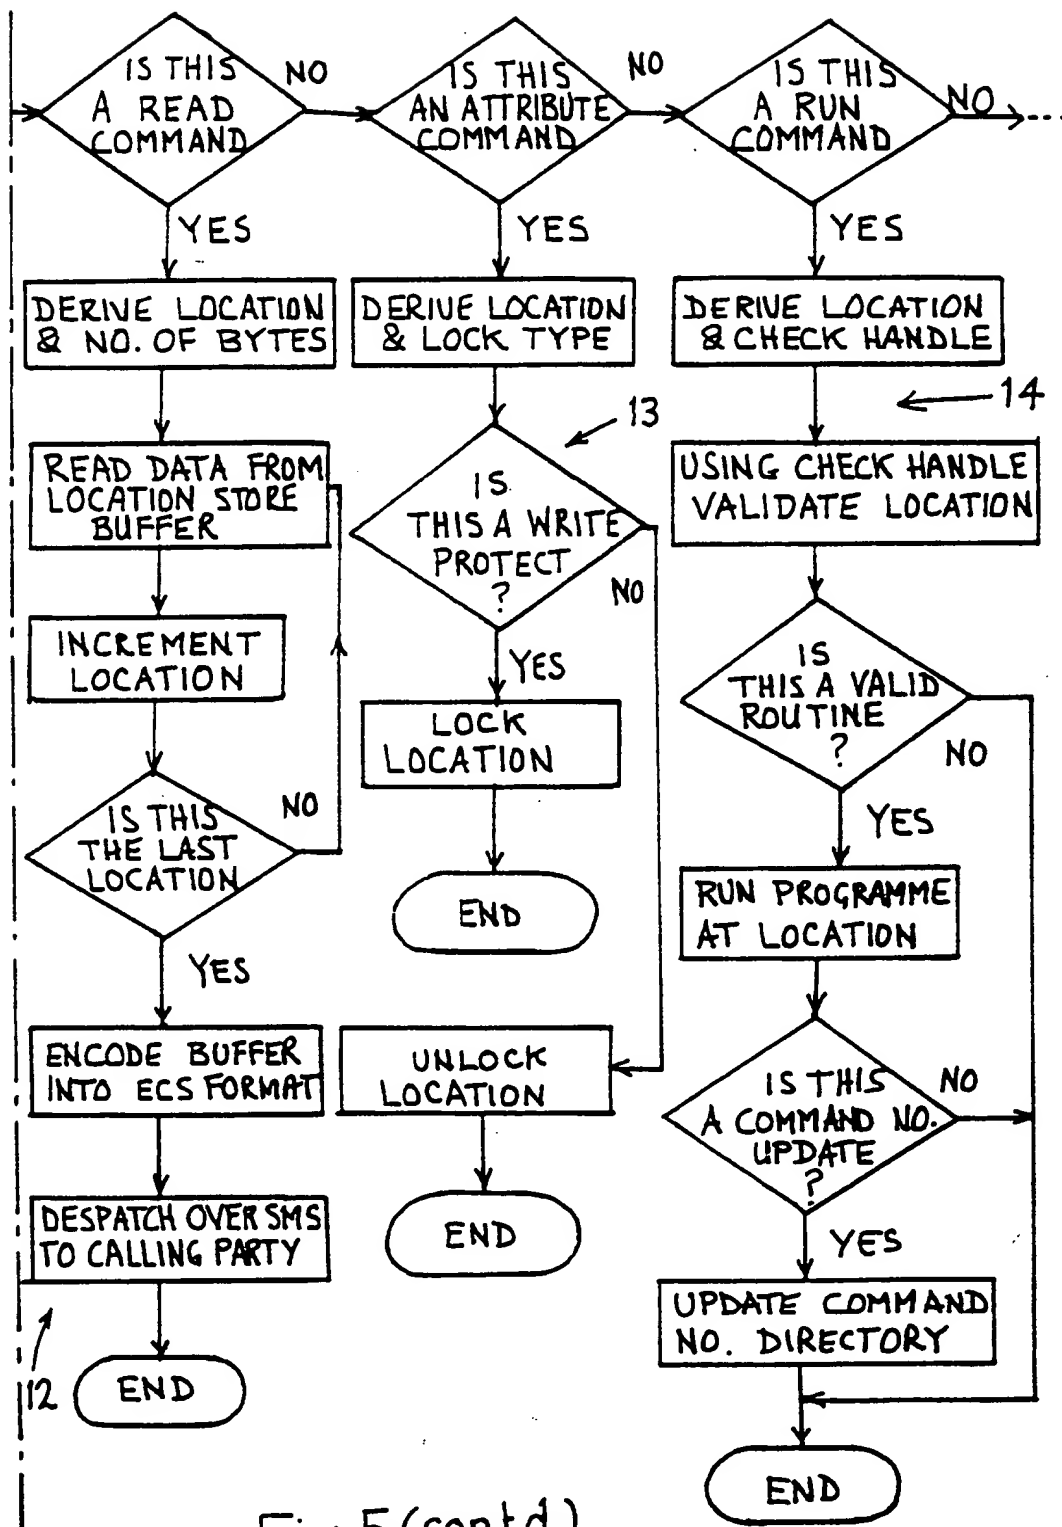 IS THIS
A READ
COMMAND
NO
IS THIS
AN ATTRIBUTE
COMMAND
NO
IS THIS
A RUN
COMMAND
NO
YES
YES
YES
DERIVE LOCATION
& NO. OF BYTES
DERIVE LOCATION
& LOCK TYPE
DERIVE LOCATION
& CHECK HANDLE
13
14
READ DATA FROM
LOCATION STORE
BUFFER
IS
THIS A WRITE
PROTECT
?
NO
USING CHECK HANDLE
VALIDATE LOCATION
INCREMENT
LOCATION
YES
IS
THIS A VALID
ROUTINE
?
NO
LOCK
LOCATION
IS THIS
THE LAST
LOCATION
NO
YES
END
RUN PROGRAMME
AT LOCATION
YES
ENCODE BUFFER
INTO ECS FORMAT
UNLOCK
LOCATION
IS THIS
A COMMAND NO.
UPDATE
?
NO
DESPATCH OVER SMS
TO CALLING PARTY
END
YES
UPDATE COMMAND
NO. DIRECTORY
12
END
END
Fig. 5 (contd)